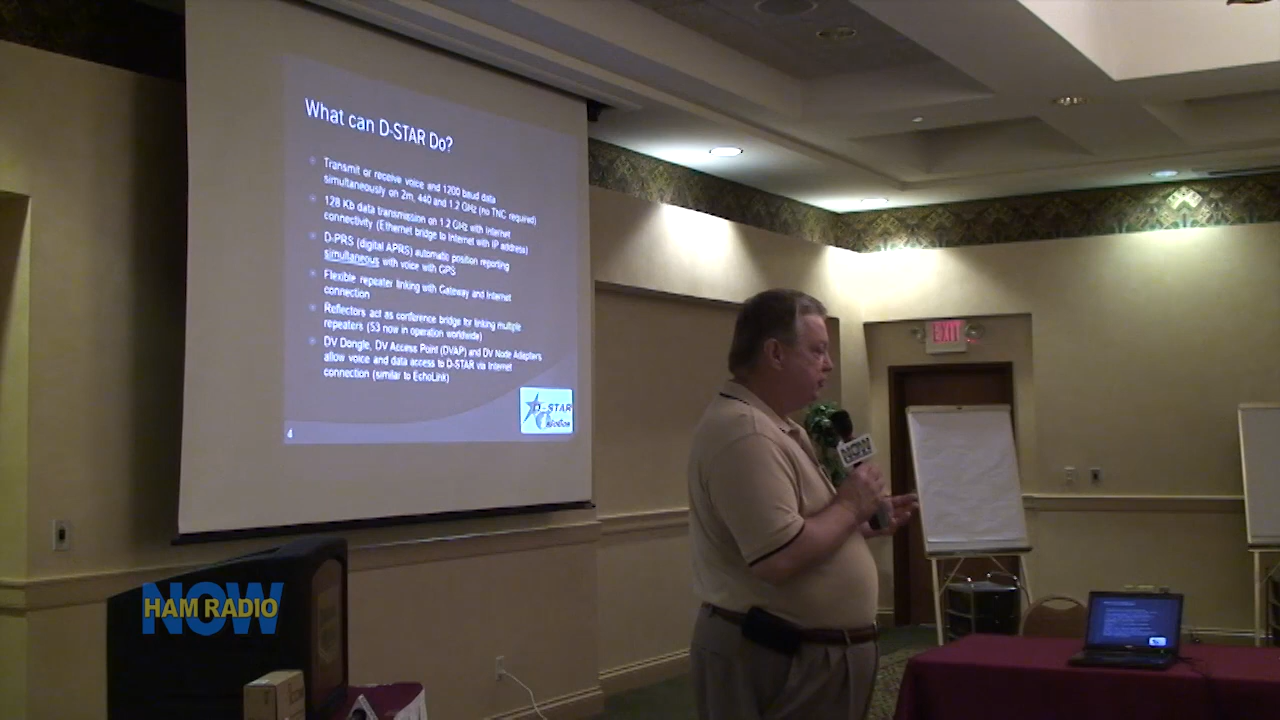 What can D-STAR Do?
Transmit or receive voice and 1200 baud data
simultaneously on 2m, 440 and 1.2 GHz (no TNC required)
128 Kb data transmission on 1.2 GHz with Internet
connectivity (Ethernet bridge to Internet with IP address)
D-PRS (digital APRS) automatic position reporting
simultaneous with voice with GPS
Flexible repeater linking with Gateway and Internet
connection
Reflectors act as conference bridge for linking multiple
repeaters (53 now in operation worldwide)
DV Dongle, DV Access Point (DVAP) and DV Node Adapters
allow voice and data access to D-STAR via Internet
connection (similar to EchoLink)
D-STAR
4
EXIT
NOW
NOW
HAM RADIO